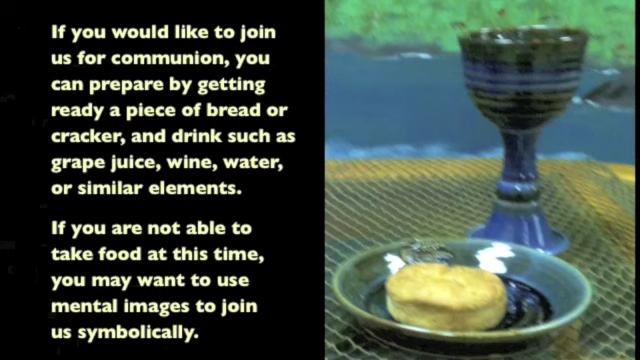 If you would like to join
us for communion, you
can prepare by getting
ready a piece of bread or
cracker, and drink such as
grape juice, wine, water,
or similar elements.
If you are not able to
take food at this time,
you may want to use
mental images to join
us symbolically.